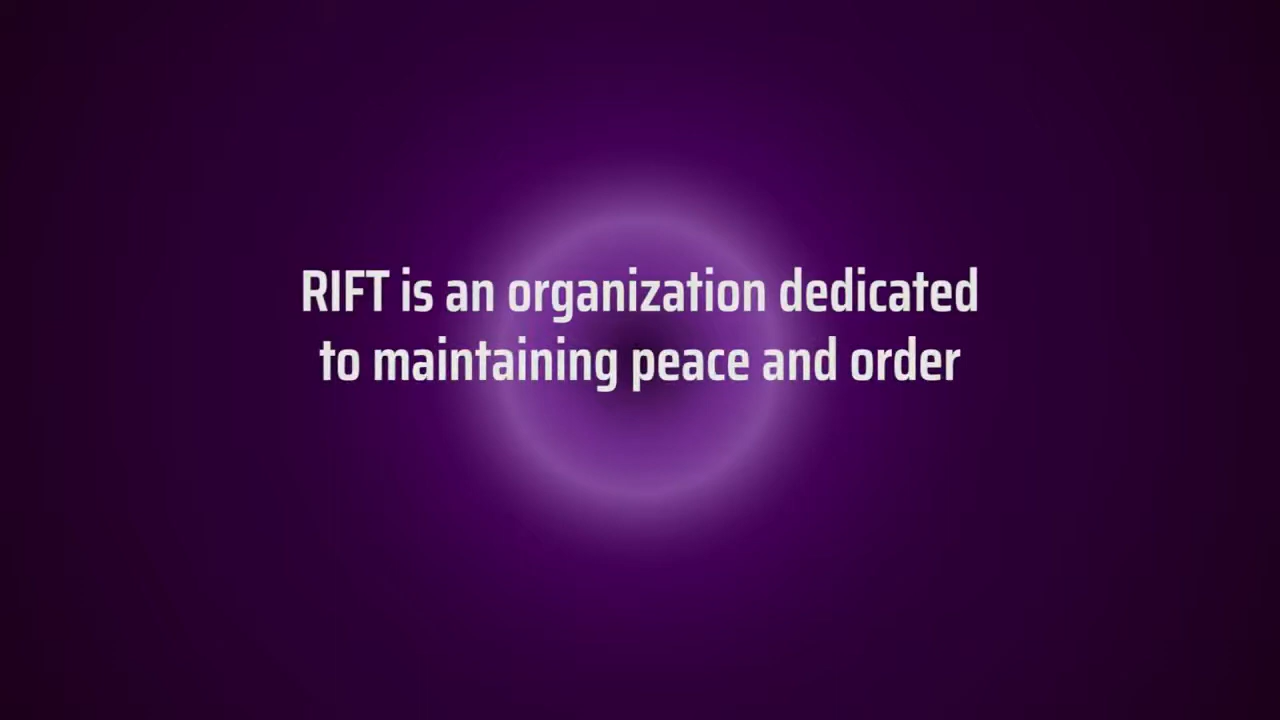 RIFT is an organization dedicated
to maintaining peace and order